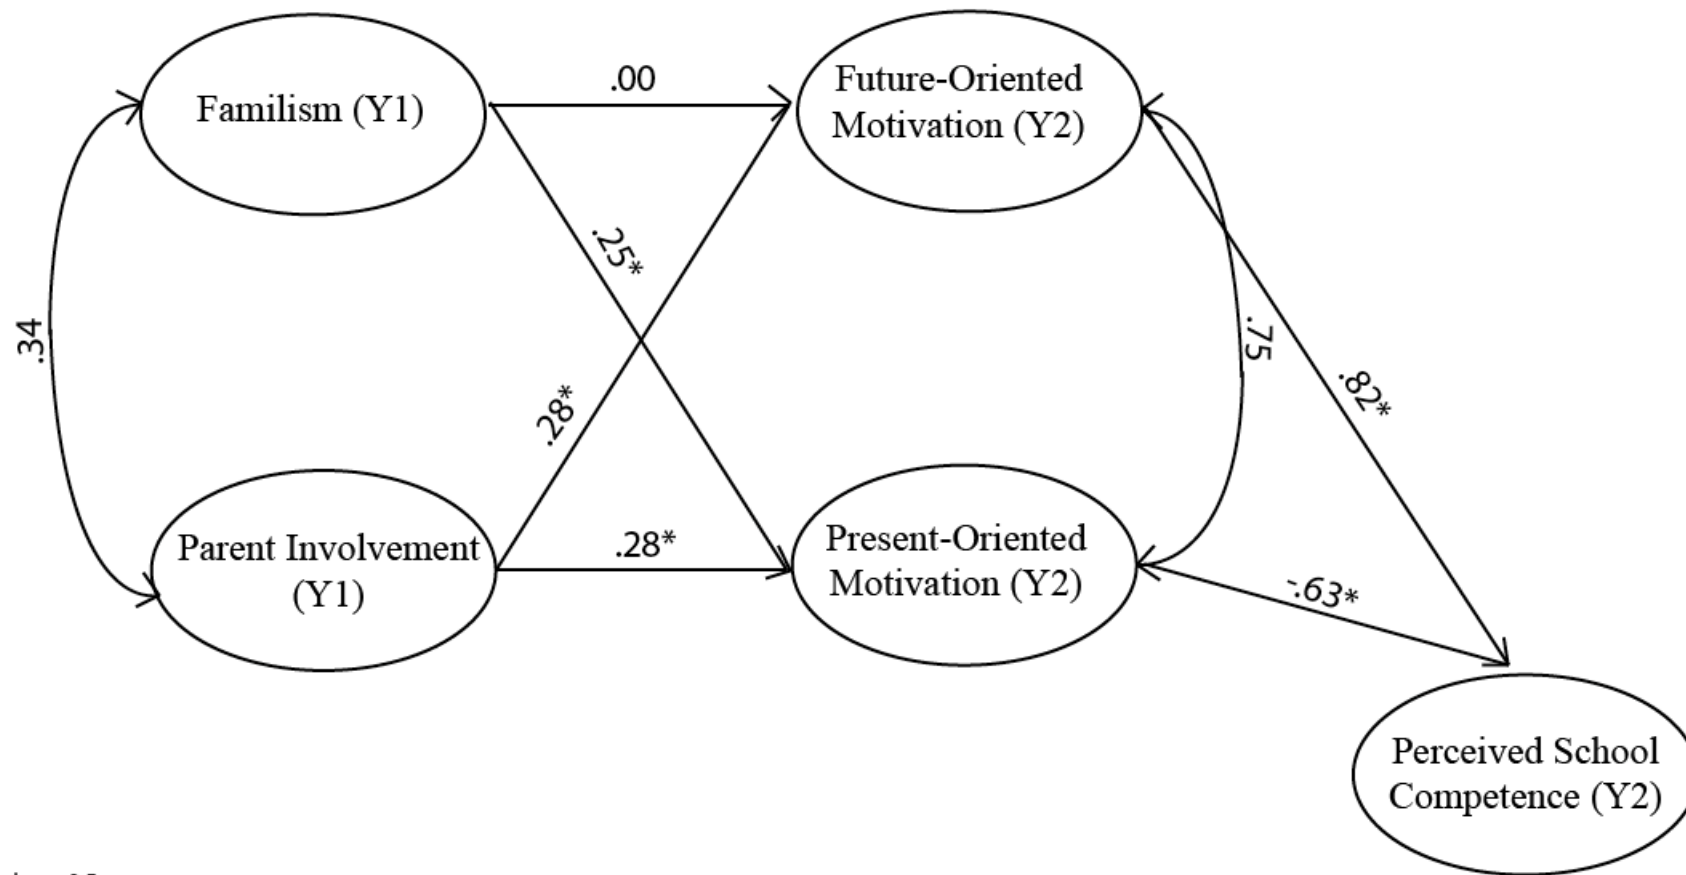 Familism (Y1)
.00
Future-Oriented
Motivation (Y2)
.25*
.34
.75
.82*
.28*
Parent Involvement
(Y1)
.28*
Present-Oriented
Motivation (Y2)
-.63*
Perceived School
Competence (Y2)